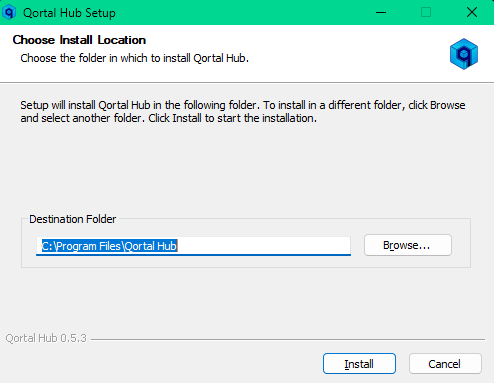 Qortal Hub Setup
Choose Install Location
Choose the folder in which to install Qortal Hub.
Setup will install Qortal Hub in the following folder. To install in a different folder, click Browse
and select another folder. Click Install to start the installation.
Destination Folder
C:\Program Files\Qortal Hub
Browse...
Qortal Hub 0.5.3
Install
Cancel